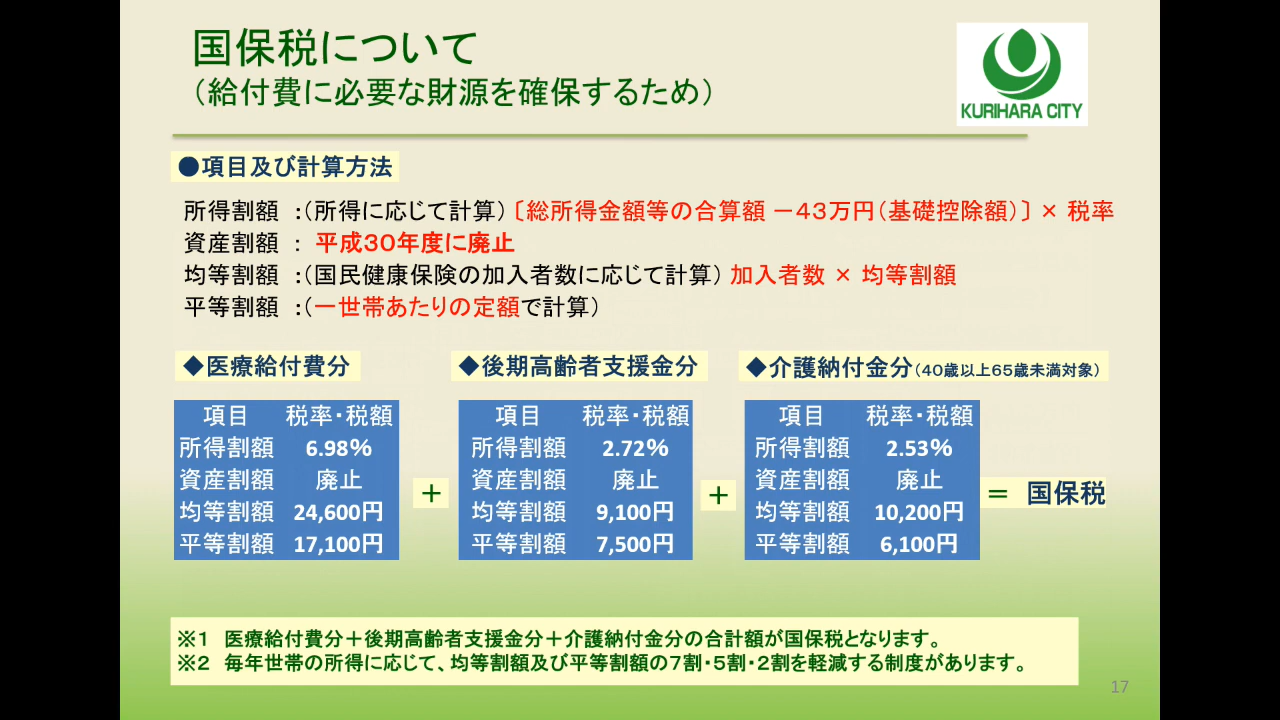 国保税について
（給付費に必要な財源を確保するため）
KURIHARA CITY
●項目及び計算方法
所得割額 ：（所得に応じて計算）〔総所得金額等の合算額 －４３万円（基礎控除額）〕 × 税率
資産割額 ： 平成３０年度に廃止
均等割額 ：（国民健康保険の加入者数に応じて計算） 加入者数 × 均等割額
平等割額 ：（一世帯あたりの定額で計算）
◆医療給付費分
項目 税率・税額
所得割額 6.98%
資産割額 廃止
均等割額 24,600円
平等割額 17,100円
＋
◆後期高齢者支援金分
項目 税率・税額
所得割額 2.72%
資産割額 廃止
均等割額 9,100円
平等割額 7,500円
＋
◆介護納付金分（４０歳以上６５歳未満対象）
項目 税率・税額
所得割額 2.53%
資産割額 廃止
均等割額 10,200円
平等割額 6,100円
＝ 国保税
※１ 医療給付費分＋後期高齢者支援金分＋介護納付金分の合計額が国保税となります。
※２ 毎年世帯の所得に応じて、均等割額及び平等割額の７割・５割・２割を軽減する制度があります。
17